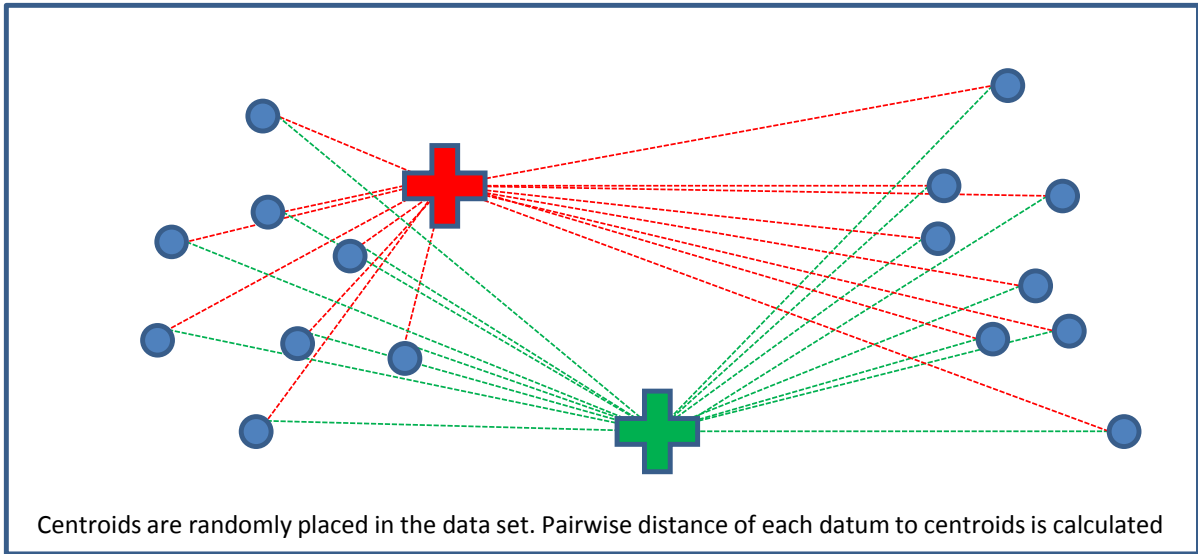 Centroids are randomly placed in the data set. Pairwise distance of each datum to centroids is calculated